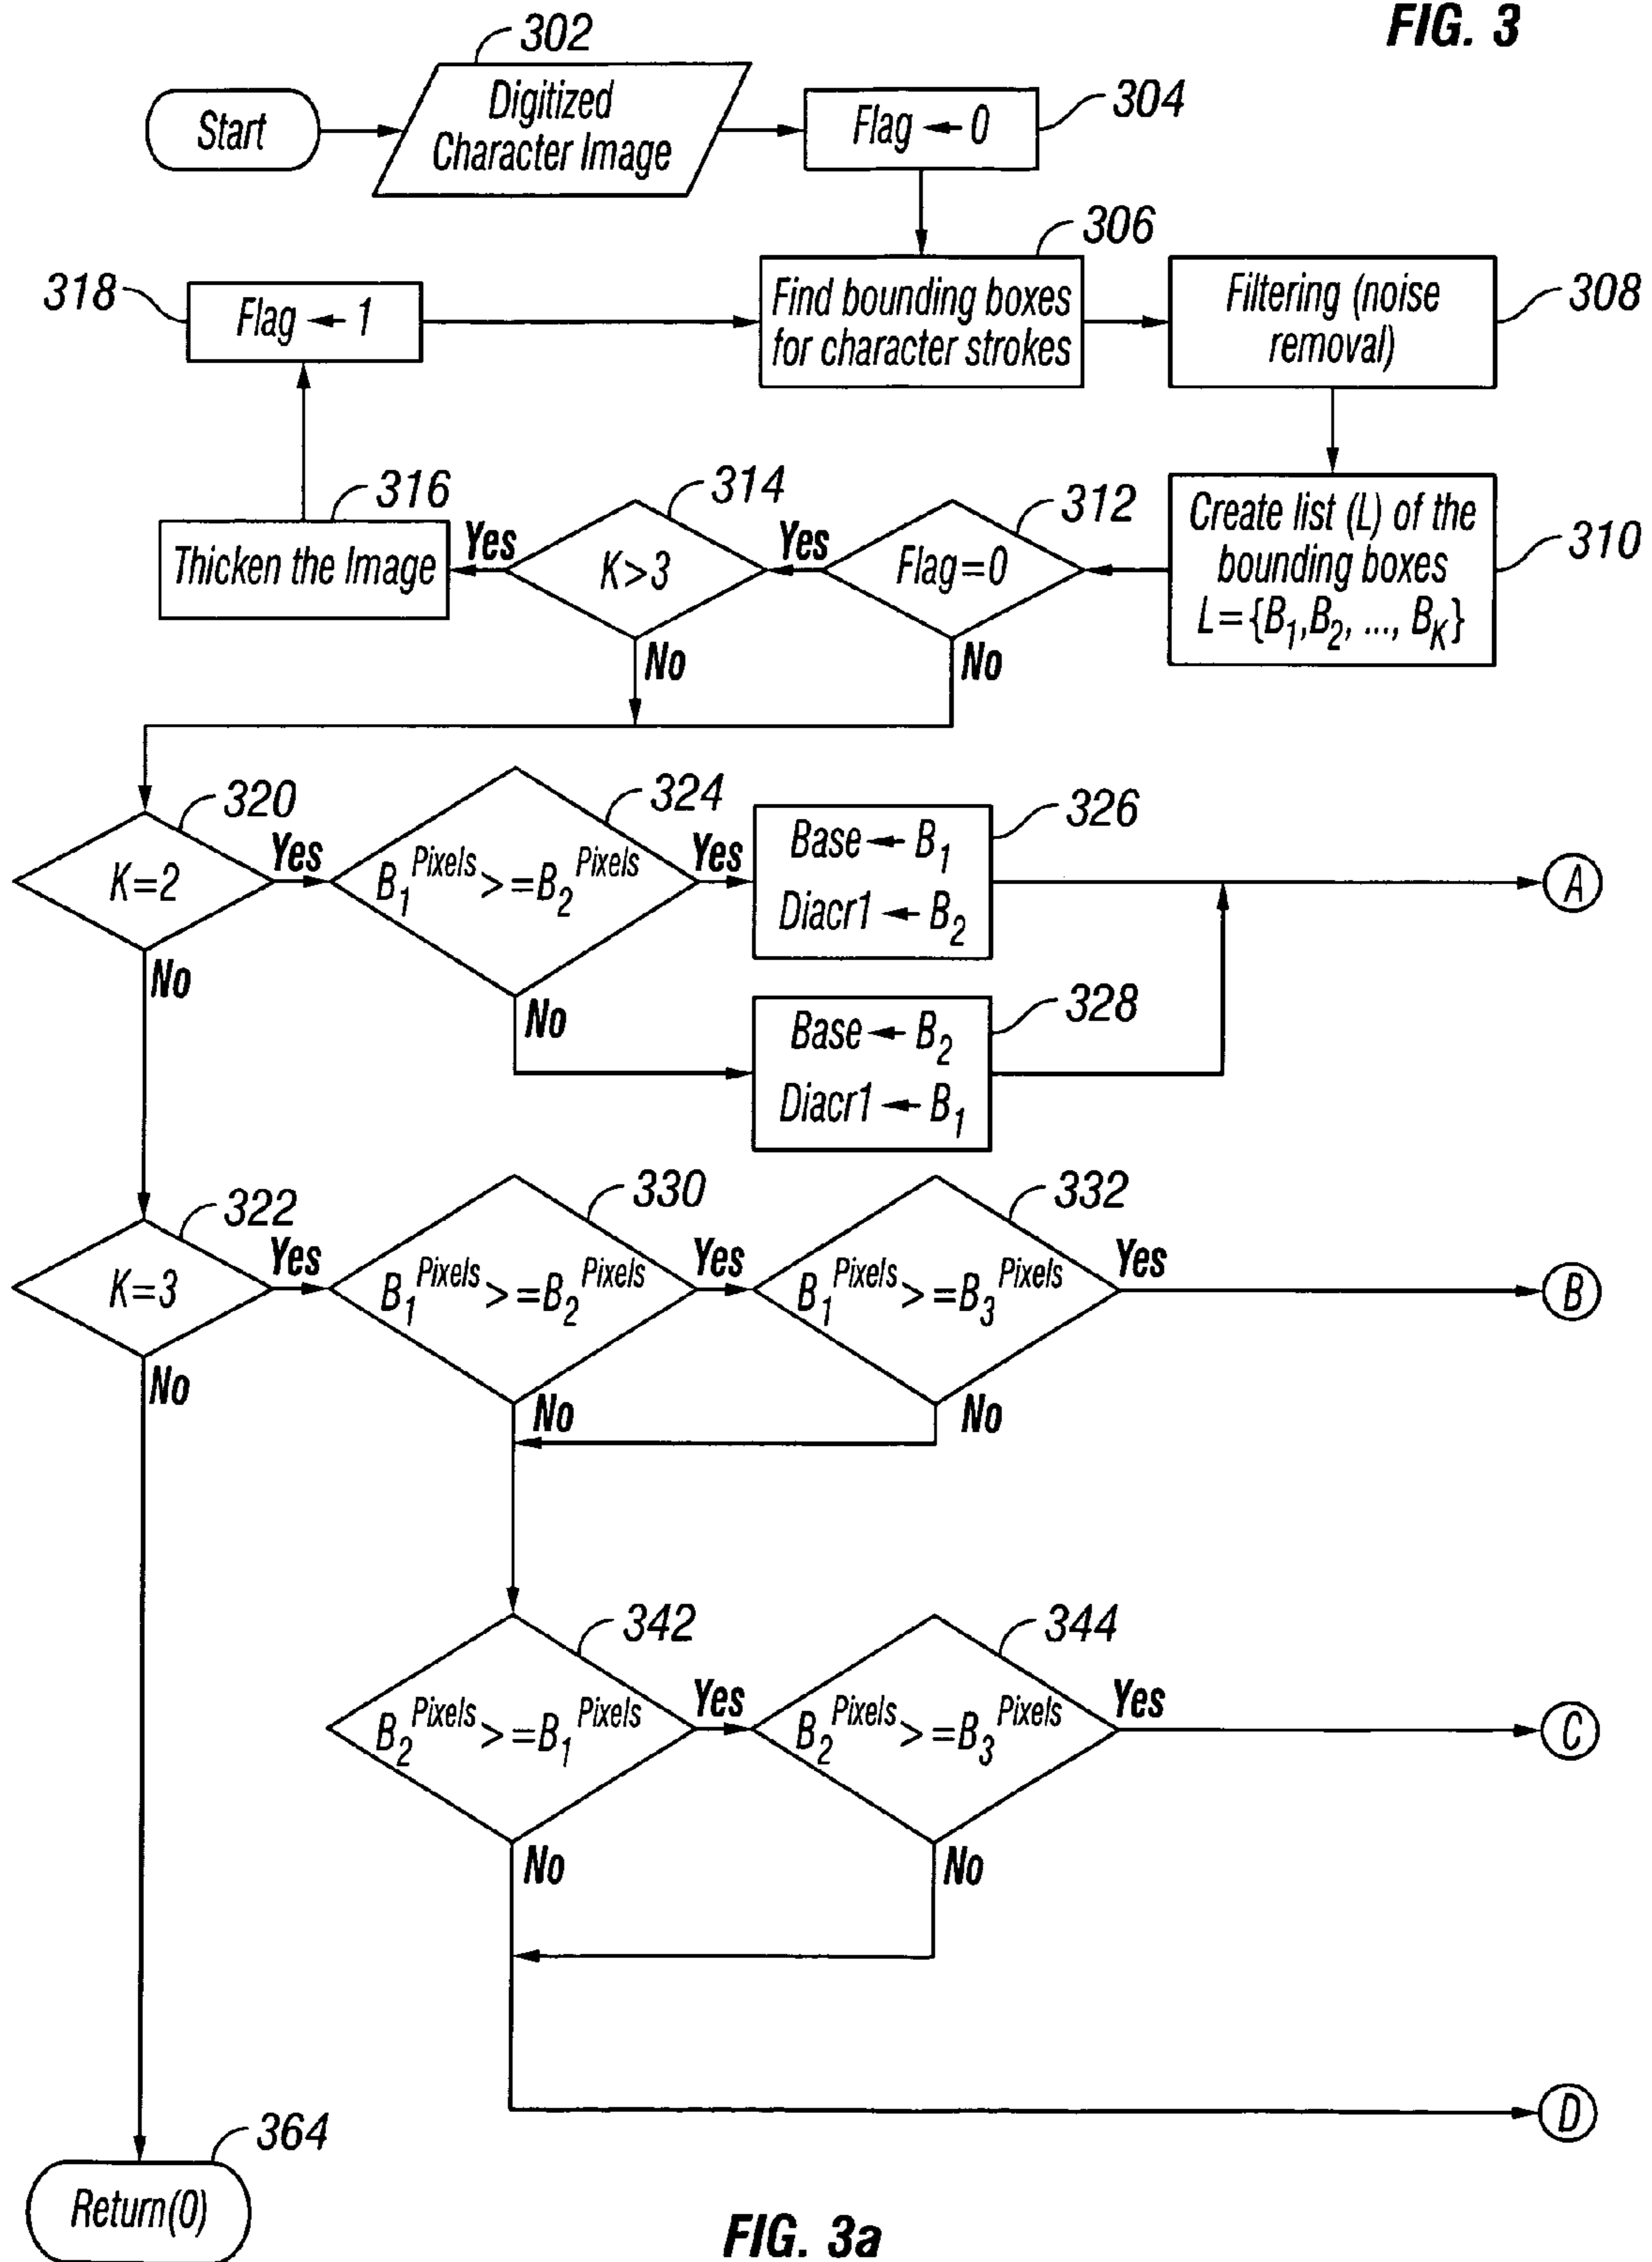 FIG. 3
302
Start
Digitized
Character Image
Flag ← 0
304
306
318
Flag ← 1
Find bounding boxes
for character strokes
Filtering (noise
removal)
308
316
314
312
Thicken the Image
Yes
K>3
Yes
Flag=0
Create list (L) of the
bounding boxes
L={B1,B2, ..., BK}
310
No
No
320
324
326
K=2
Yes
B1Pixels >=B2Pixels
Yes
Base ← B1
Diacr1 ← B2
A
No
No
328
Base ← B2
Diacr1 ← B1
322
330
332
K=3
Yes
B1Pixels >=B2Pixels
Yes
B1Pixels >=B3Pixels
Yes
B
No
No
No
342
344
B2Pixels >=B1Pixels
Yes
B2Pixels >=B3Pixels
Yes
C
No
No
D
364
Return(0)
FIG. 3a